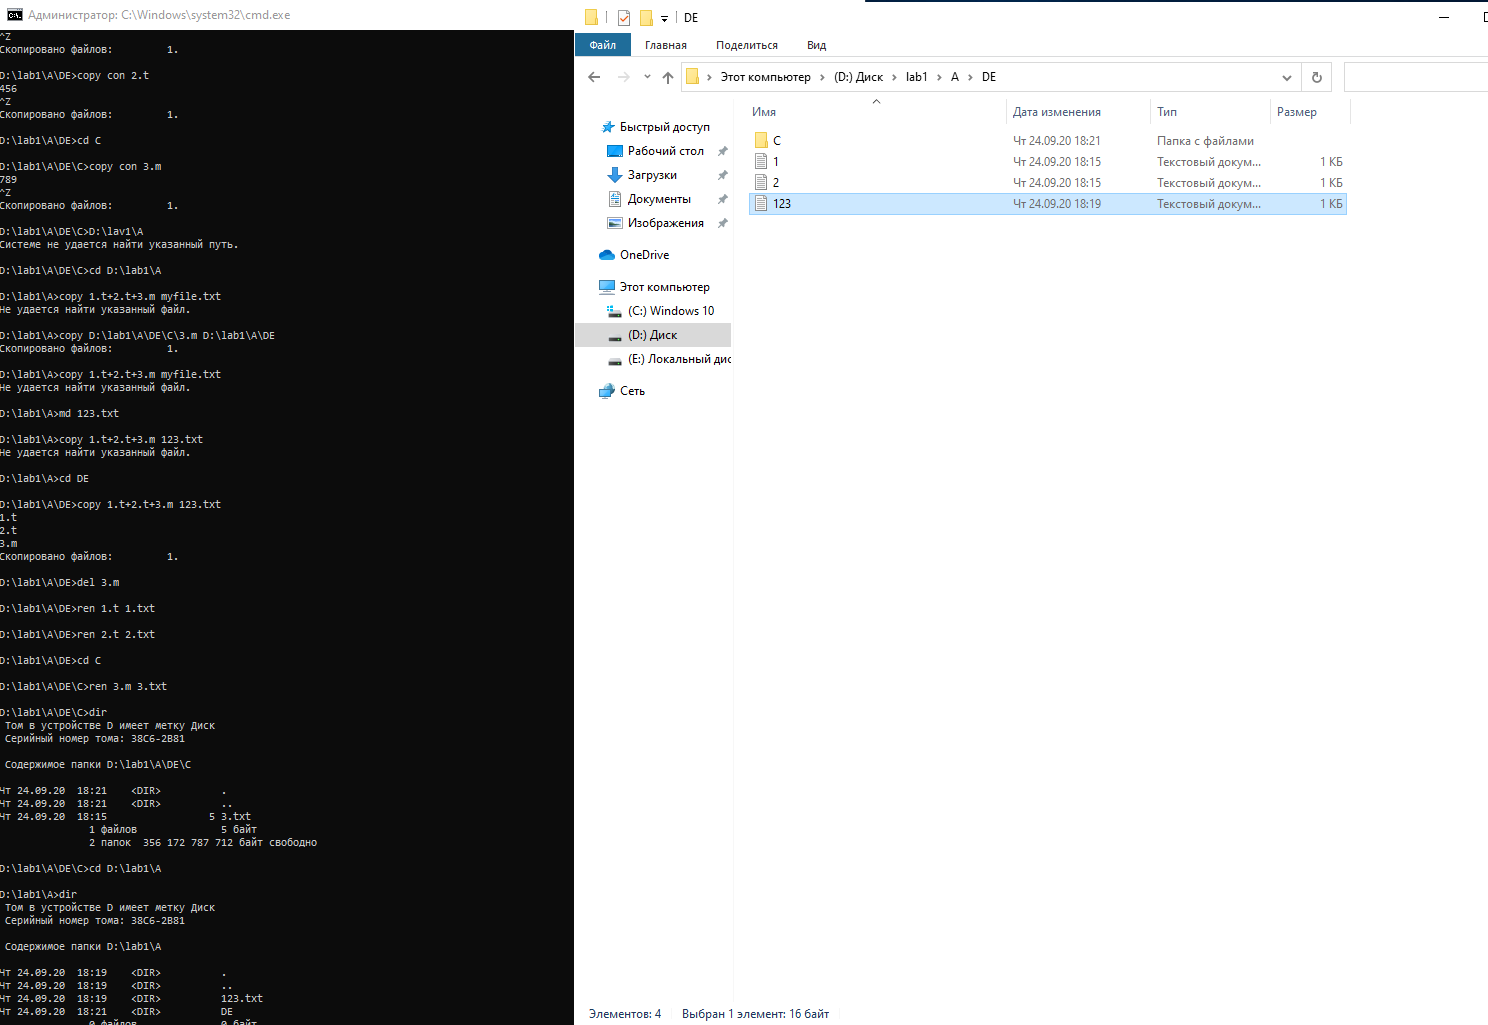 Администратор: C:\Windows\system32\cmd.exe
^Z
Скопировано файлов:         1.
D:\lab1\A\DE>copy con 2.t
456
^Z
Скопировано файлов:         1.
D:\lab1\A\DE>cd C
D:\lab1\A\DE\C>copy con 3.m
789
^Z
Скопировано файлов:         1.
D:\lab1\A\DE\C>D:\lav1\A
Системе не удается найти указанный путь.
D:\lab1\A\DE\C>cd D:\lab1\A
D:\lab1\A>copy 1.t+2.t+3.m myfile.txt
Не удается найти указанный файл.
D:\lab1\A>copy D:\lab1\A\DE\C\3.m D:\lab1\A\DE
Скопировано файлов:         1.
D:\lab1\A>copy 1.t+2.t+3.m myfile.txt
Не удается найти указанный файл.
D:\lab1\A>md 123.txt
D:\lab1\A>copy 1.t+2.t+3.m 123.txt
Не удается найти указанный файл.
D:\lab1\A>cd DE
D:\lab1\A\DE>copy 1.t+2.t+3.m 123.txt
1.t
2.t
3.m
Скопировано файлов:         1.
D:\lab1\A\DE>del 3.m
D:\lab1\A\DE>ren 1.t 1.txt
D:\lab1\A\DE>ren 2.t 2.txt
D:\lab1\A\DE>cd C
D:\lab1\A\DE\C>ren 3.m 3.txt
D:\lab1\A\DE\C>dir
Том в устройстве D имеет метку Диск
Серийный номер тома: 38C6-2B81
Содержимое папки D:\lab1\A\DE\C
Чт 24.09.20  18:21    <DIR>          .
Чт 24.09.20  18:21    <DIR>          ..
Чт 24.09.20  18:15                 5 3.txt
1 файлов              5 байт
2 папок  356 172 787 712 байт свободно
D:\lab1\A\DE\C>cd D:\lab1\A
D:\lab1\A>dir
Том в устройстве D имеет метку Диск
Серийный номер тома: 38C6-2B81
Содержимое папки D:\lab1\A
Чт 24.09.20  18:19    <DIR>          .
Чт 24.09.20  18:19    <DIR>          ..
Чт 24.09.20  18:19    <DIR>          123.txt
Чт 24.09.20  18:21    <DIR>          DE
0 файлов              0 байт
DE
Файл Главная Поделиться Вид
Этот компьютер > (D:) Диск > lab1 > A > DE
Быстрый доступ
Рабочий стол
Загрузки
Документы
Изображения
OneDrive
Этот компьютер
(C:) Windows 10
(D:) Диск
(E:) Локальный дис
Сеть
Имя Дата изменения Тип Размер
C Чт 24.09.20 18:21 Папка с файлами
1 Чт 24.09.20 18:15 Текстовый докум... 1 КБ
2 Чт 24.09.20 18:15 Текстовый докум... 1 КБ
123 Чт 24.09.20 18:19 Текстовый докум... 1 КБ
Элементов: 4 Выбран 1 элемент: 16 байт